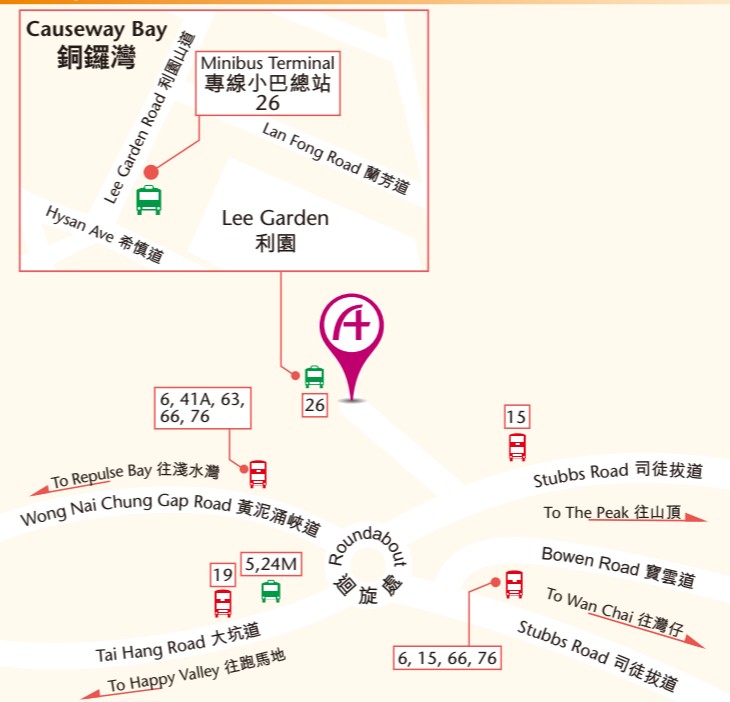 Causeway Bay
銅鑼灣
Minibus Terminal
專線小巴總站
26
Lee Garden Road 利園山道
Lan Fong Road 蘭芳道
Hysan Ave 希慎道
Lee Garden
利園
26
6, 41A, 63,
66, 76
15
To Repulse Bay 往淺水灣
Wong Nai Chung Gap Road 黃泥涌峽道
Stubbs Road 司徒拔道
To The Peak 往山頂
Roundabout
迴旋處
Bowen Road 寶雲道
19
5,24M
To Wan Chai 往灣仔
Tai Hang Road 大坑道
6, 15, 66, 76
Stubbs Road 司徒拔道
To Happy Valley 往跑馬地